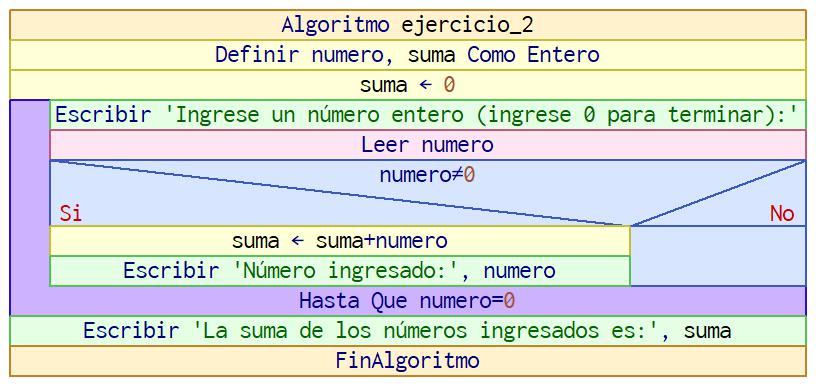 Algoritmo ejercicio_2
Definir numero, suma Como Entero
suma ← 0
Escribir 'Ingrese un número entero (ingrese 0 para terminar):'
Leer numero
numero≠0
Si
No
suma ← suma+numero
Escribir 'Número ingresado:', numero
Hasta Que numero=0
Escribir 'La suma de los números ingresados es:', suma
FinAlgoritmo